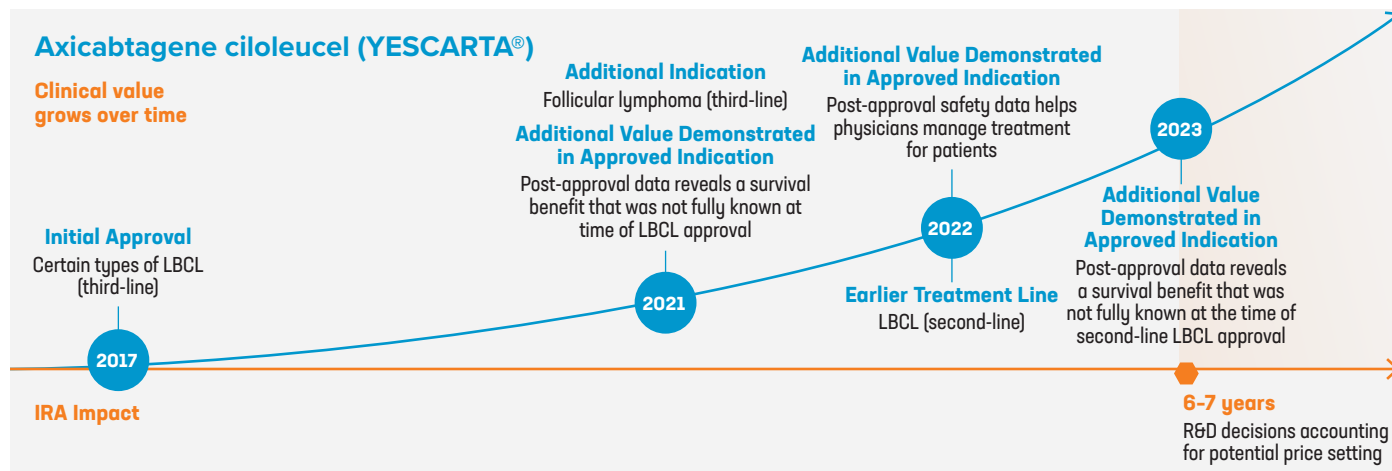 Axicabtagene ciloleucel (YESCARTA®)
Clinical value
grows over time
Initial Approval
Certain types of LBCL
(third-line)
2017
Additional Indication
Follicular lymphoma (third-line)
Additional Value Demonstrated
in Approved Indication
Post-approval data reveals a survival
benefit that was not fully known at
time of LBCL approval
2021
Additional Value Demonstrated
in Approved Indication
Post-approval safety data helps
physicians manage treatment
for patients
2022
Earlier Treatment Line
LBCL (second-line)
2023
Additional Value
Demonstrated in
Approved Indication
Post-approval data reveals
a survival benefit that was
not fully known at the time of
second-line LBCL approval
IRA Impact
6-7 years
R&D decisions accounting
for potential price setting